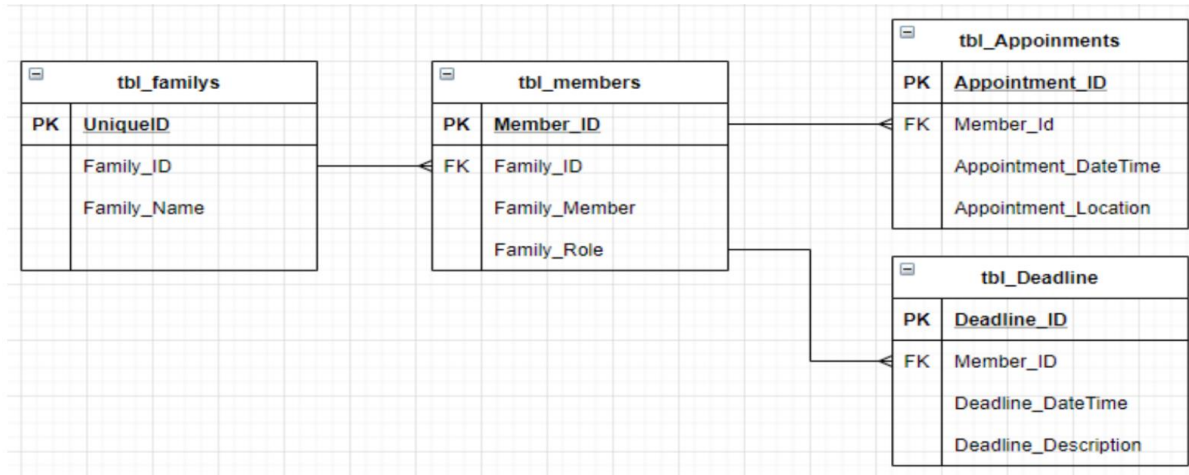 tbl_familys
PK UniqueID
Family_ID
Family_Name
tbl_members
PK Member_ID
FK Family_ID
Family_Member
Family_Role
tbl_Appoinments
PK Appointment_ID
FK Member_Id
Appointment_DateTime
Appointment_Location
tbl_Deadline
PK Deadline_ID
FK Member_ID
Deadline_DateTime
Deadline_Description